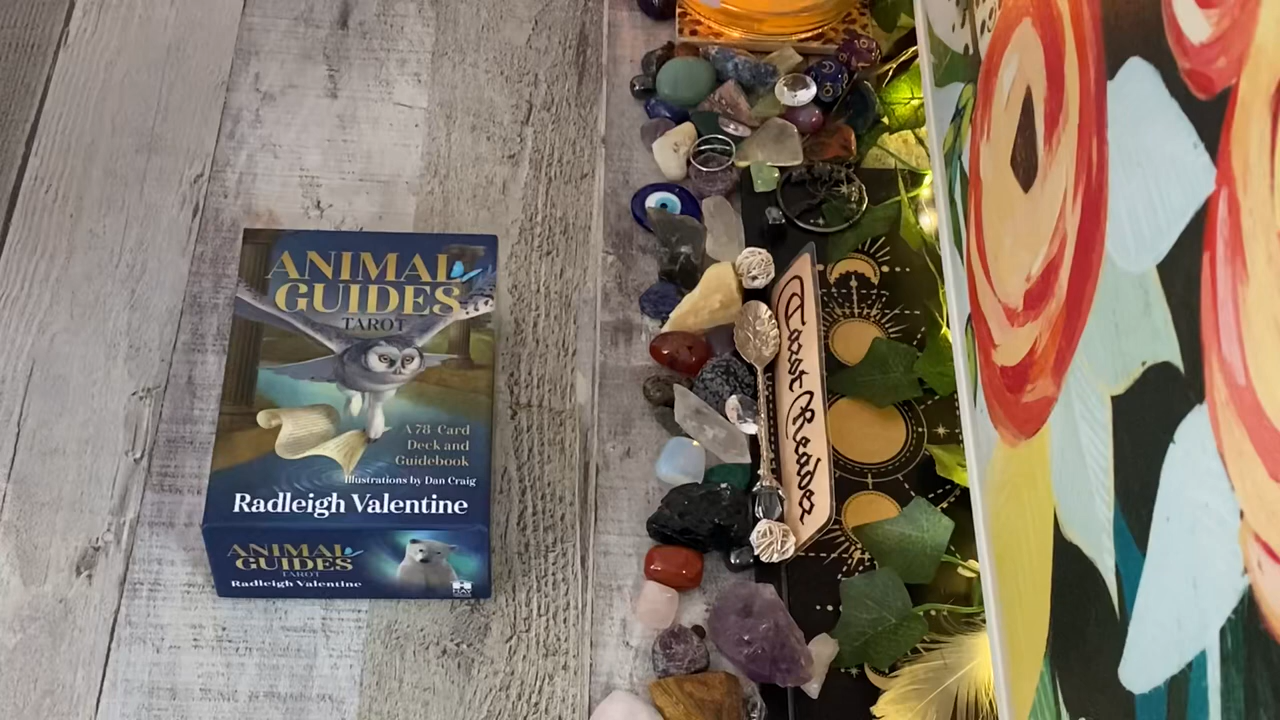 ANIMAL
GUIDES
TAROT
A 78-Card
Deck and
Guidebook
Illustrations by Dan Craig
Radleigh Valentine
ANIMAL
GUIDES
TAROT
Radleigh Valentine
HAY
Tarot Reader